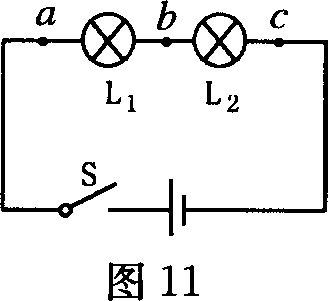 a b c
L₁ L₂
S
图 11